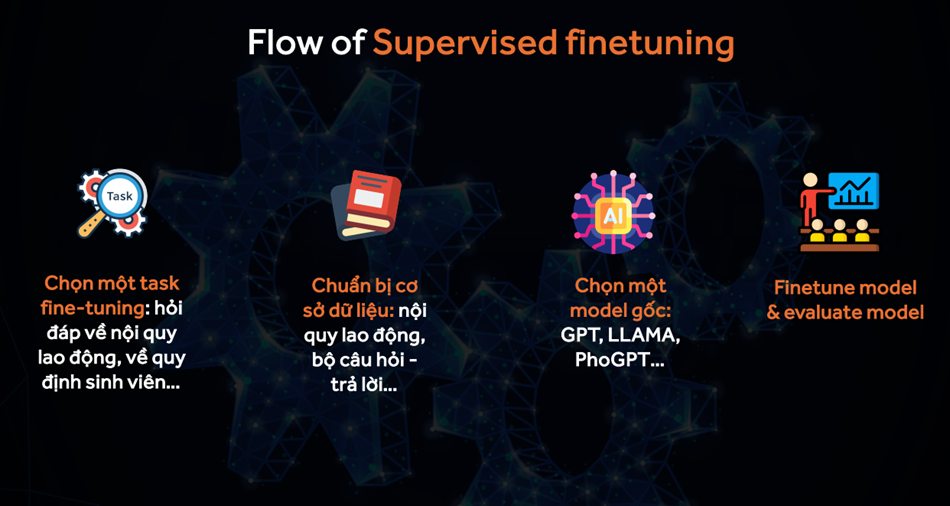 Flow of Supervised finetuning
Task
AI
Chọn một task
fine-tuning: hỏi
đáp về nội quy
lao động, về quy
định sinh viên...
Chuẩn bị cơ
sở dữ liệu: nội
quy lao động,
bộ câu hỏi -
trả lời...
Chọn một
model gốc:
GPT, LLAMA,
PhoGPT...
Finetune model
& evaluate model